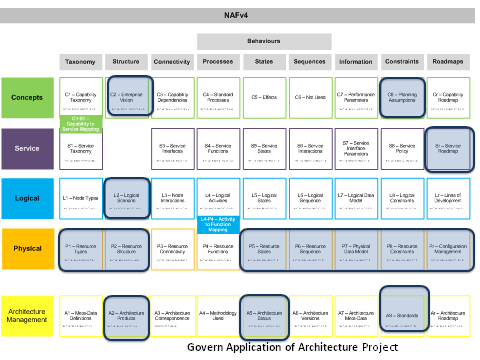 NAFv4
Behaviours
Taxonomy Structure Connectivity Processes States Sequences Information Constraints Roadmaps
Concepts
C1 – Capability
Taxonomy
C2 – Enterprise
Vision
C3 – Capability
Dependencies
C4 – Standard
Processes
C5 – Effects
C6 – Not Used
C7 – Performance
Parameters
C8 – Planning
Assumptions
Cr – Capability
Roadmap
C1-S1 –
Capability to
Service Mapping
Service
S1 – Service
Taxonomy
S3 – Service
Interfaces
S4 – Service
Functions
S5 – Service
States
S6 – Service
Interactions
S7 – Service
Interface
Parameters
S8 – Service
Policy
Sr – Service
Roadmap
Logical
L1 – Node Types
L2 – Logical
Scenario
L3 – Node
Interactions
L4 – Logical
Activities
L5 – Logical
States
L6 – Logical
Sequence
L7 – Logical Data
Model
L8 – Logical
Constraints
Lr – Lines of
Development
L4-P4 – Activity
to Function
Mapping
Physical
P1 – Resource
Types
P2 – Resource
Structure
P3 – Resource
Connectivity
P4 – Resource
Functions
P5 – Resource
States
P6 – Resource
Sequence
P7 – Physical Data
Model
P8 – Resource
Constraints
Pr – Configuration
Management
Architecture
Management
A1 – Meta-Data
Definitions
A2 – Architecture
Products
A3 – Architecture
Correspondence
A4 – Methodology
Used
A5 – Architecture
Status
A6 – Architecture
Versions
A7 – Architecture
Meta-Data
A8 – Standards
Ar – Architecture
Roadmap
Govern Application of Architecture Project